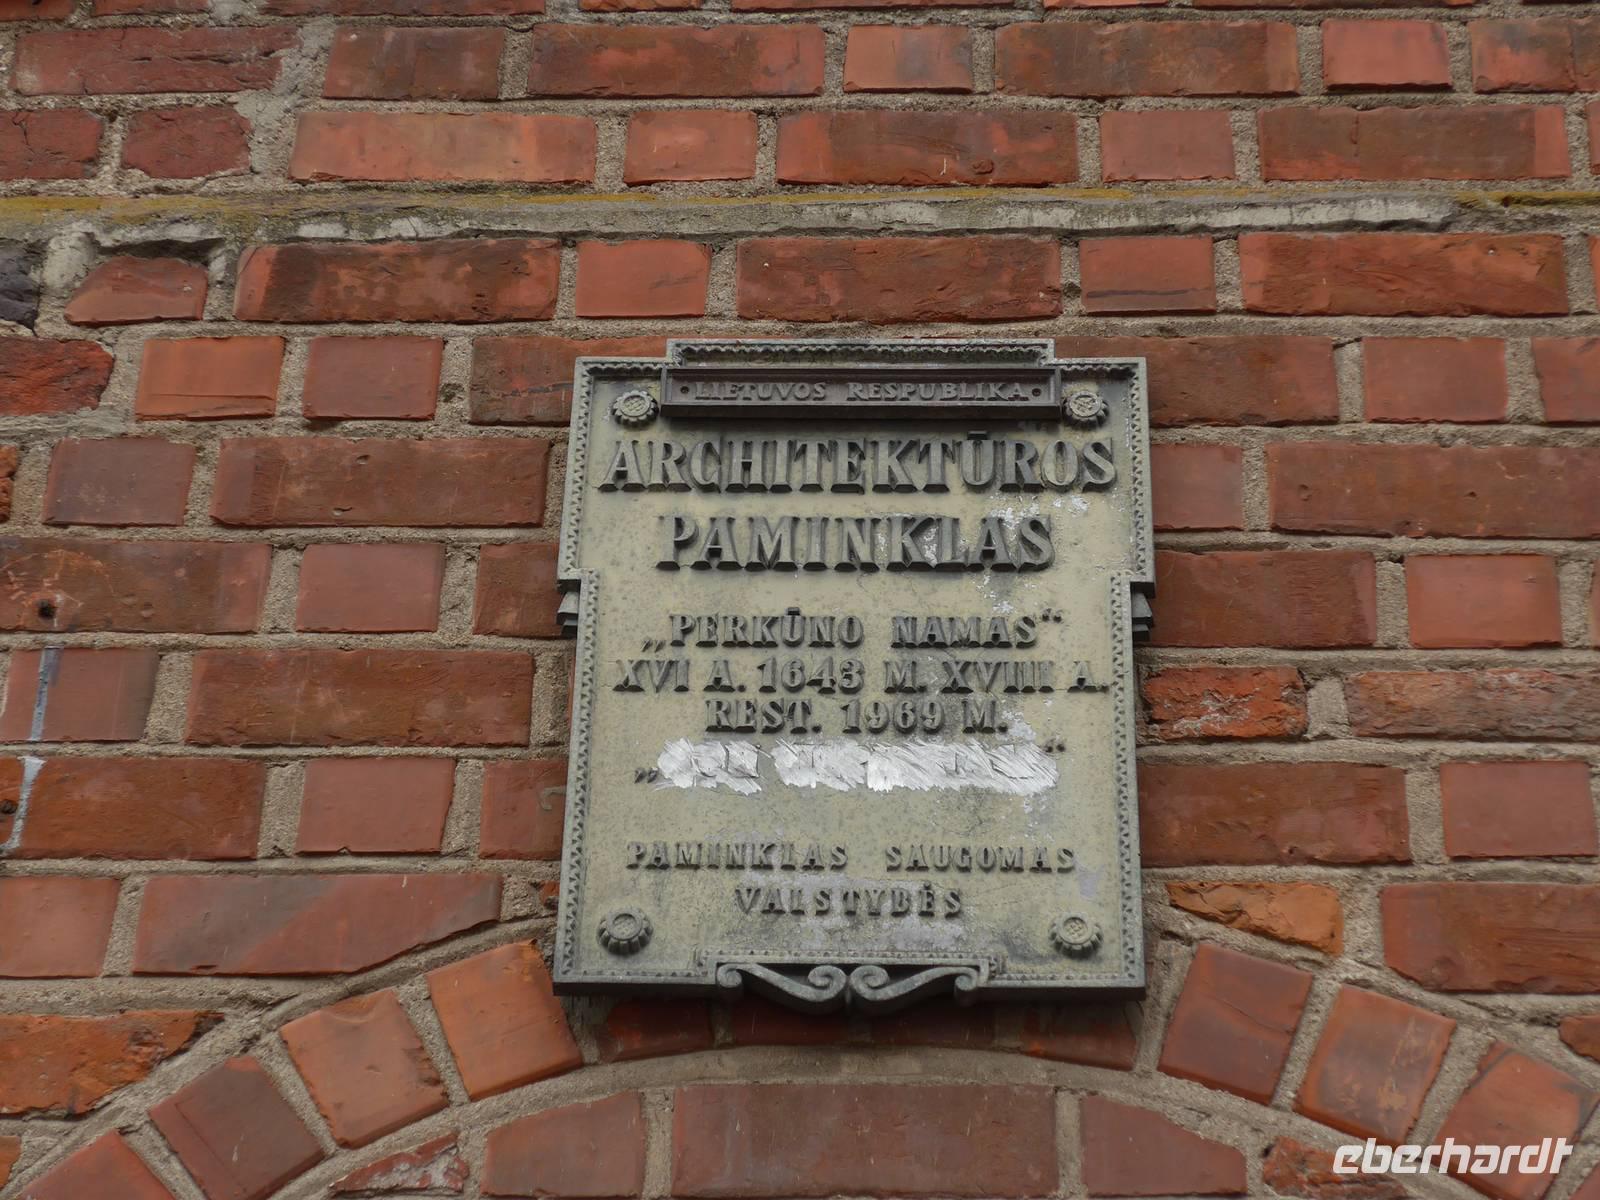 LIETUVOS RESPUBLIKA
ARCHITEKTŪROS
PAMINKLAS
„PERKŪNO NAMAS“
XVI A. 1643 M. XVIII A.
REST. 1969 M.
PAMINKLAS SAUGOMAS
VALSTYBĖS
eberhardt